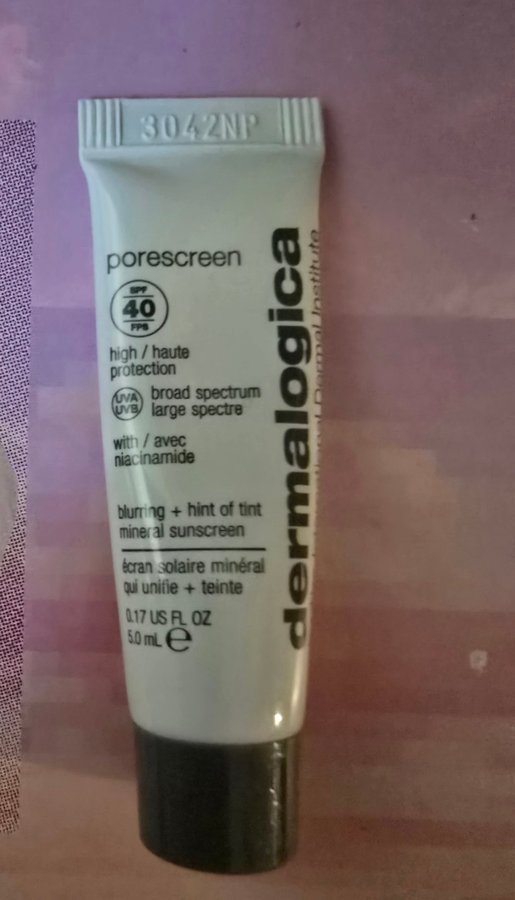 3042NP
porescreen
SPF
40
FPS
high / haute
protection
UVA
UVB
broad spectrum
large spectre
with / avec
niacinamide
blurring + hint of tint
mineral sunscreen
écran solaire minéral
qui unifie + teinte
0.17 US FL OZ
5.0 mL e
dermalogica
Dermal Institute